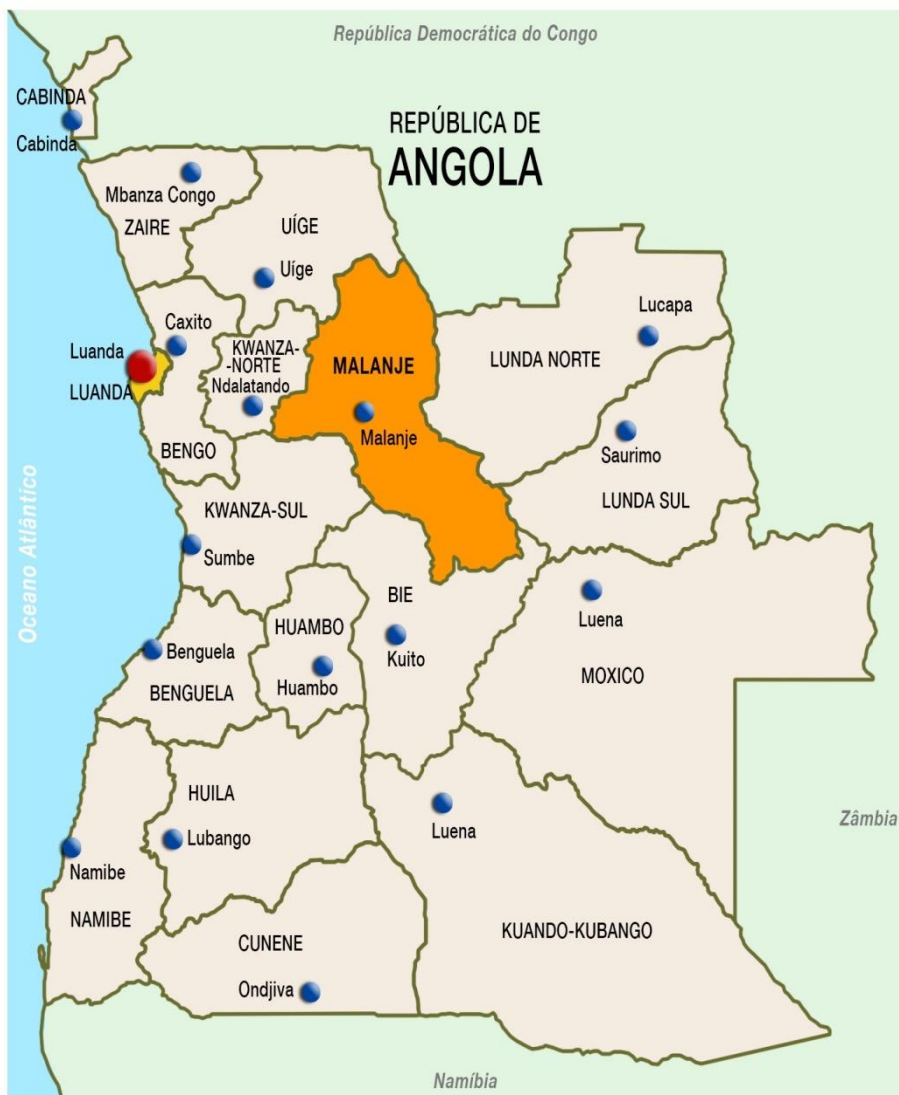 República Democrática do Congo
CABINDA
Cabinda
REPÚBLICA DE
ANGOLA
Mbanza Congo
ZAIRE
UÍGE
Uíge
Lucapa
Caxito
Luanda
KWANZA-
-NORTE
MALANJE
LUNDA NORTE
LUANDA
Ndalatando
Malanje
BENGO
Saurimo
LUNDA SUL
KWANZA-SUL
Oceano Atlântico
Sumbe
BIE
Luena
HUAMBO
Benguela
Kuito
MOXICO
BENGUELA
Huambo
HUILA
Luena
Zâmbia
Lubango
Namibe
NAMIBE
KUANDO-KUBANGO
CUNENE
Ondjiva
Namíbia